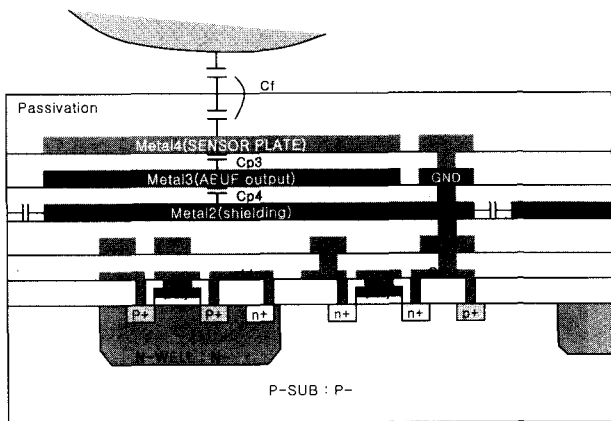 Cf
Passivation
Metal4(SENSOR PLATE)
Cp3
Metal3(ABUF output)
GND
Cp4
Metal2(shielding)
P+
P+
n+
n+
n+
p+
N-WELL : N-
P-SUB : P-